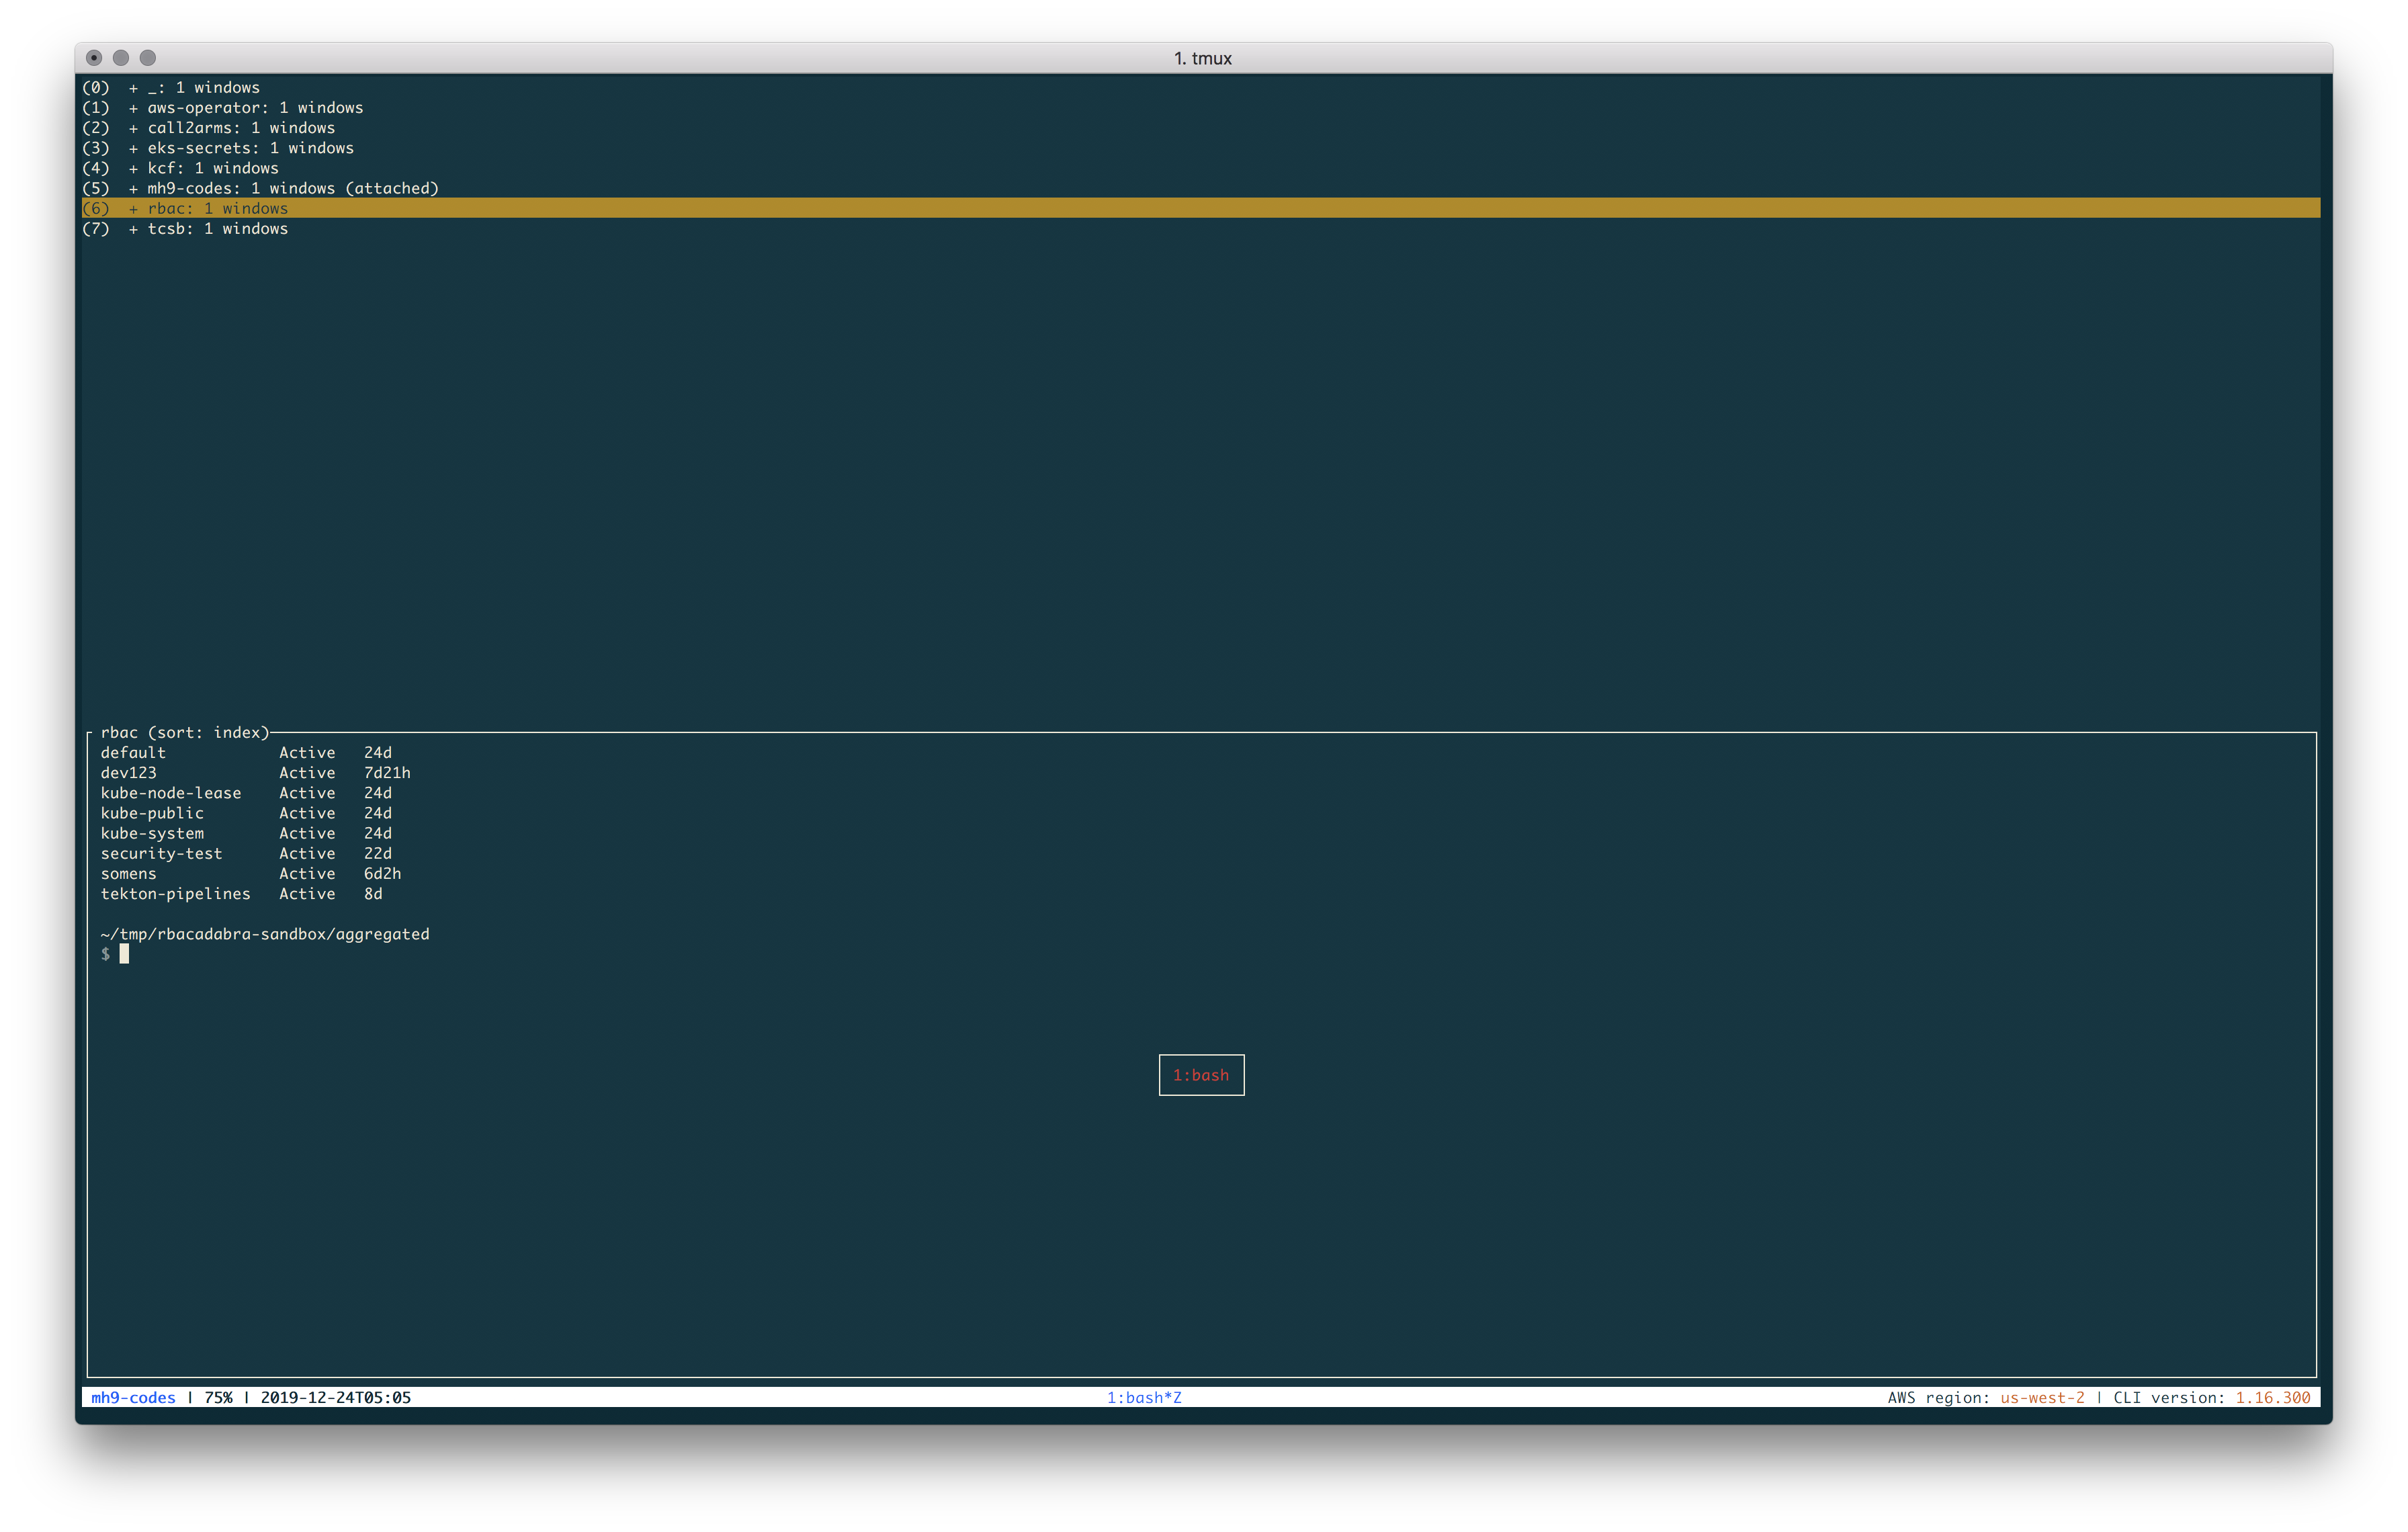 1. tmux
(0)  + _: 1 windows
(1)  + aws-operator: 1 windows
(2)  + call2arms: 1 windows
(3)  + eks-secrets: 1 windows
(4)  + kcf: 1 windows
(5)  + mh9-codes: 1 windows (attached)
(6)  + rbac: 1 windows
(7)  + tcsb: 1 windows
rbac (sort: index)
default            Active   24d
dev123             Active   7d21h
kube-node-lease    Active   24d
kube-public        Active   24d
kube-system        Active   24d
security-test      Active   22d
somens             Active   6d2h
tekton-pipelines   Active   8d
~/tmp/rbacadabra-sandbox/aggregated
$
1:bash
mh9-codes | 75% | 2019-12-24T05:05 1:bash*Z AWS region: us-west-2 | CLI version: 1.16.300